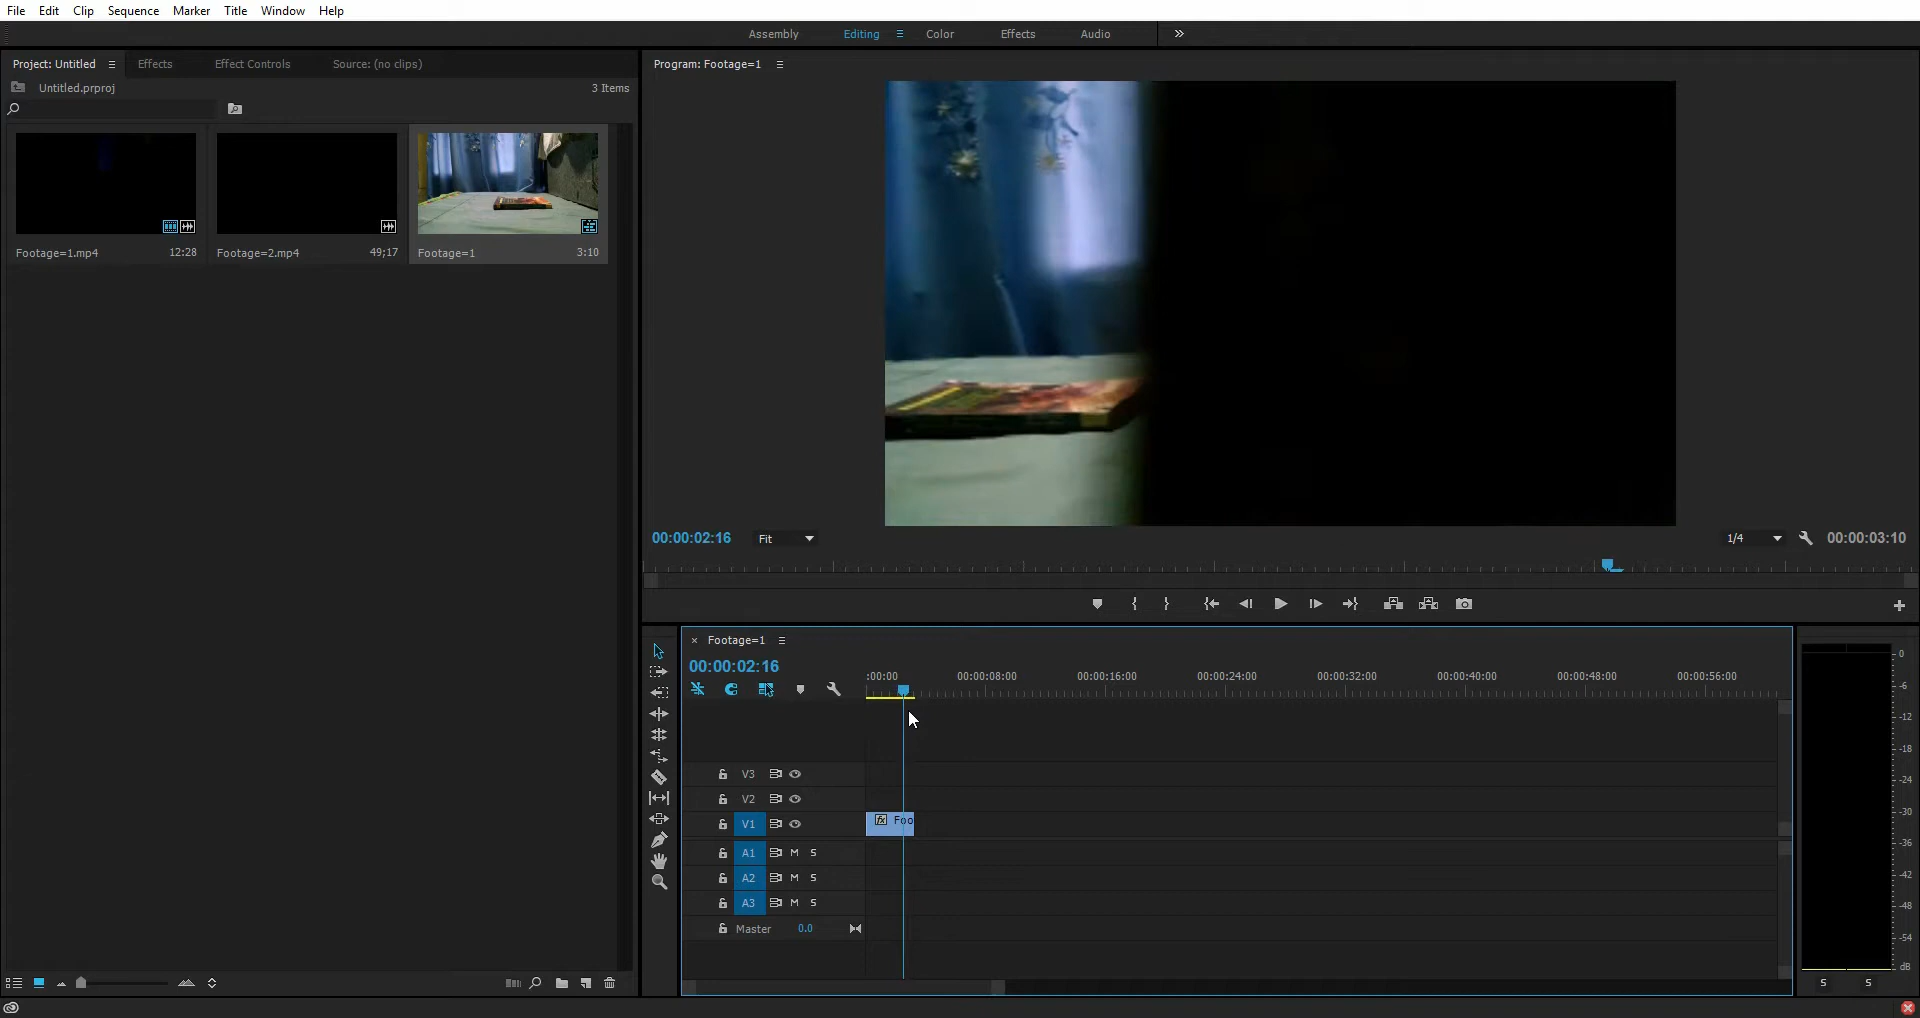 File Edit Clip Sequence Marker Title Window Help
Assembly Editing Color Effects Audio
Project: Untitled Effects Effect Controls Source: (no clips)
Untitled.prproj 3 Items
Footage=1.mp4 12:28 Footage=2.mp4 49;17 Footage=1 3:10
Program: Footage=1
00:00:02:16 Fit 1/4 00:00:03:10
Footage=1
00:00:02:16
:00:00 00:00:08:00 00:00:16:00 00:00:24:00 00:00:32:00 00:00:40:00 00:00:48:00 00:00:56:00
V3
V2
V1 fx Foo
A1 M S
A2 M S
A3 M S
Master 0.0
0
-6
-12
-18
-24
-30
-36
-42
-48
-54
dB
S S